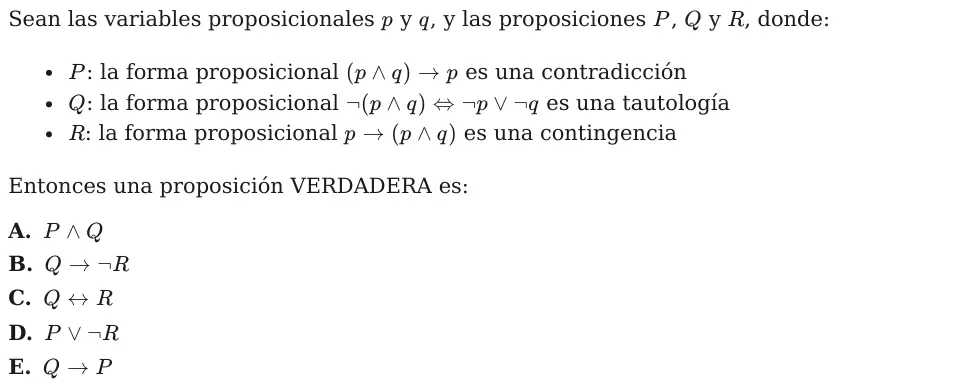 Sean las variables proposicionales p y q, y las proposiciones P, Q y R, donde:
• P: la forma proposicional (p ∧ q) → p es una contradicción
• Q: la forma proposicional ¬(p ∧ q) ⇔ ¬p ∨ ¬q es una tautología
• R: la forma proposicional p → (p ∧ q) es una contingencia
Entonces una proposición VERDADERA es:
A. P ∧ Q
B. Q → ¬R
C. Q ↔ R
D. P ∨ ¬R
E. Q → P